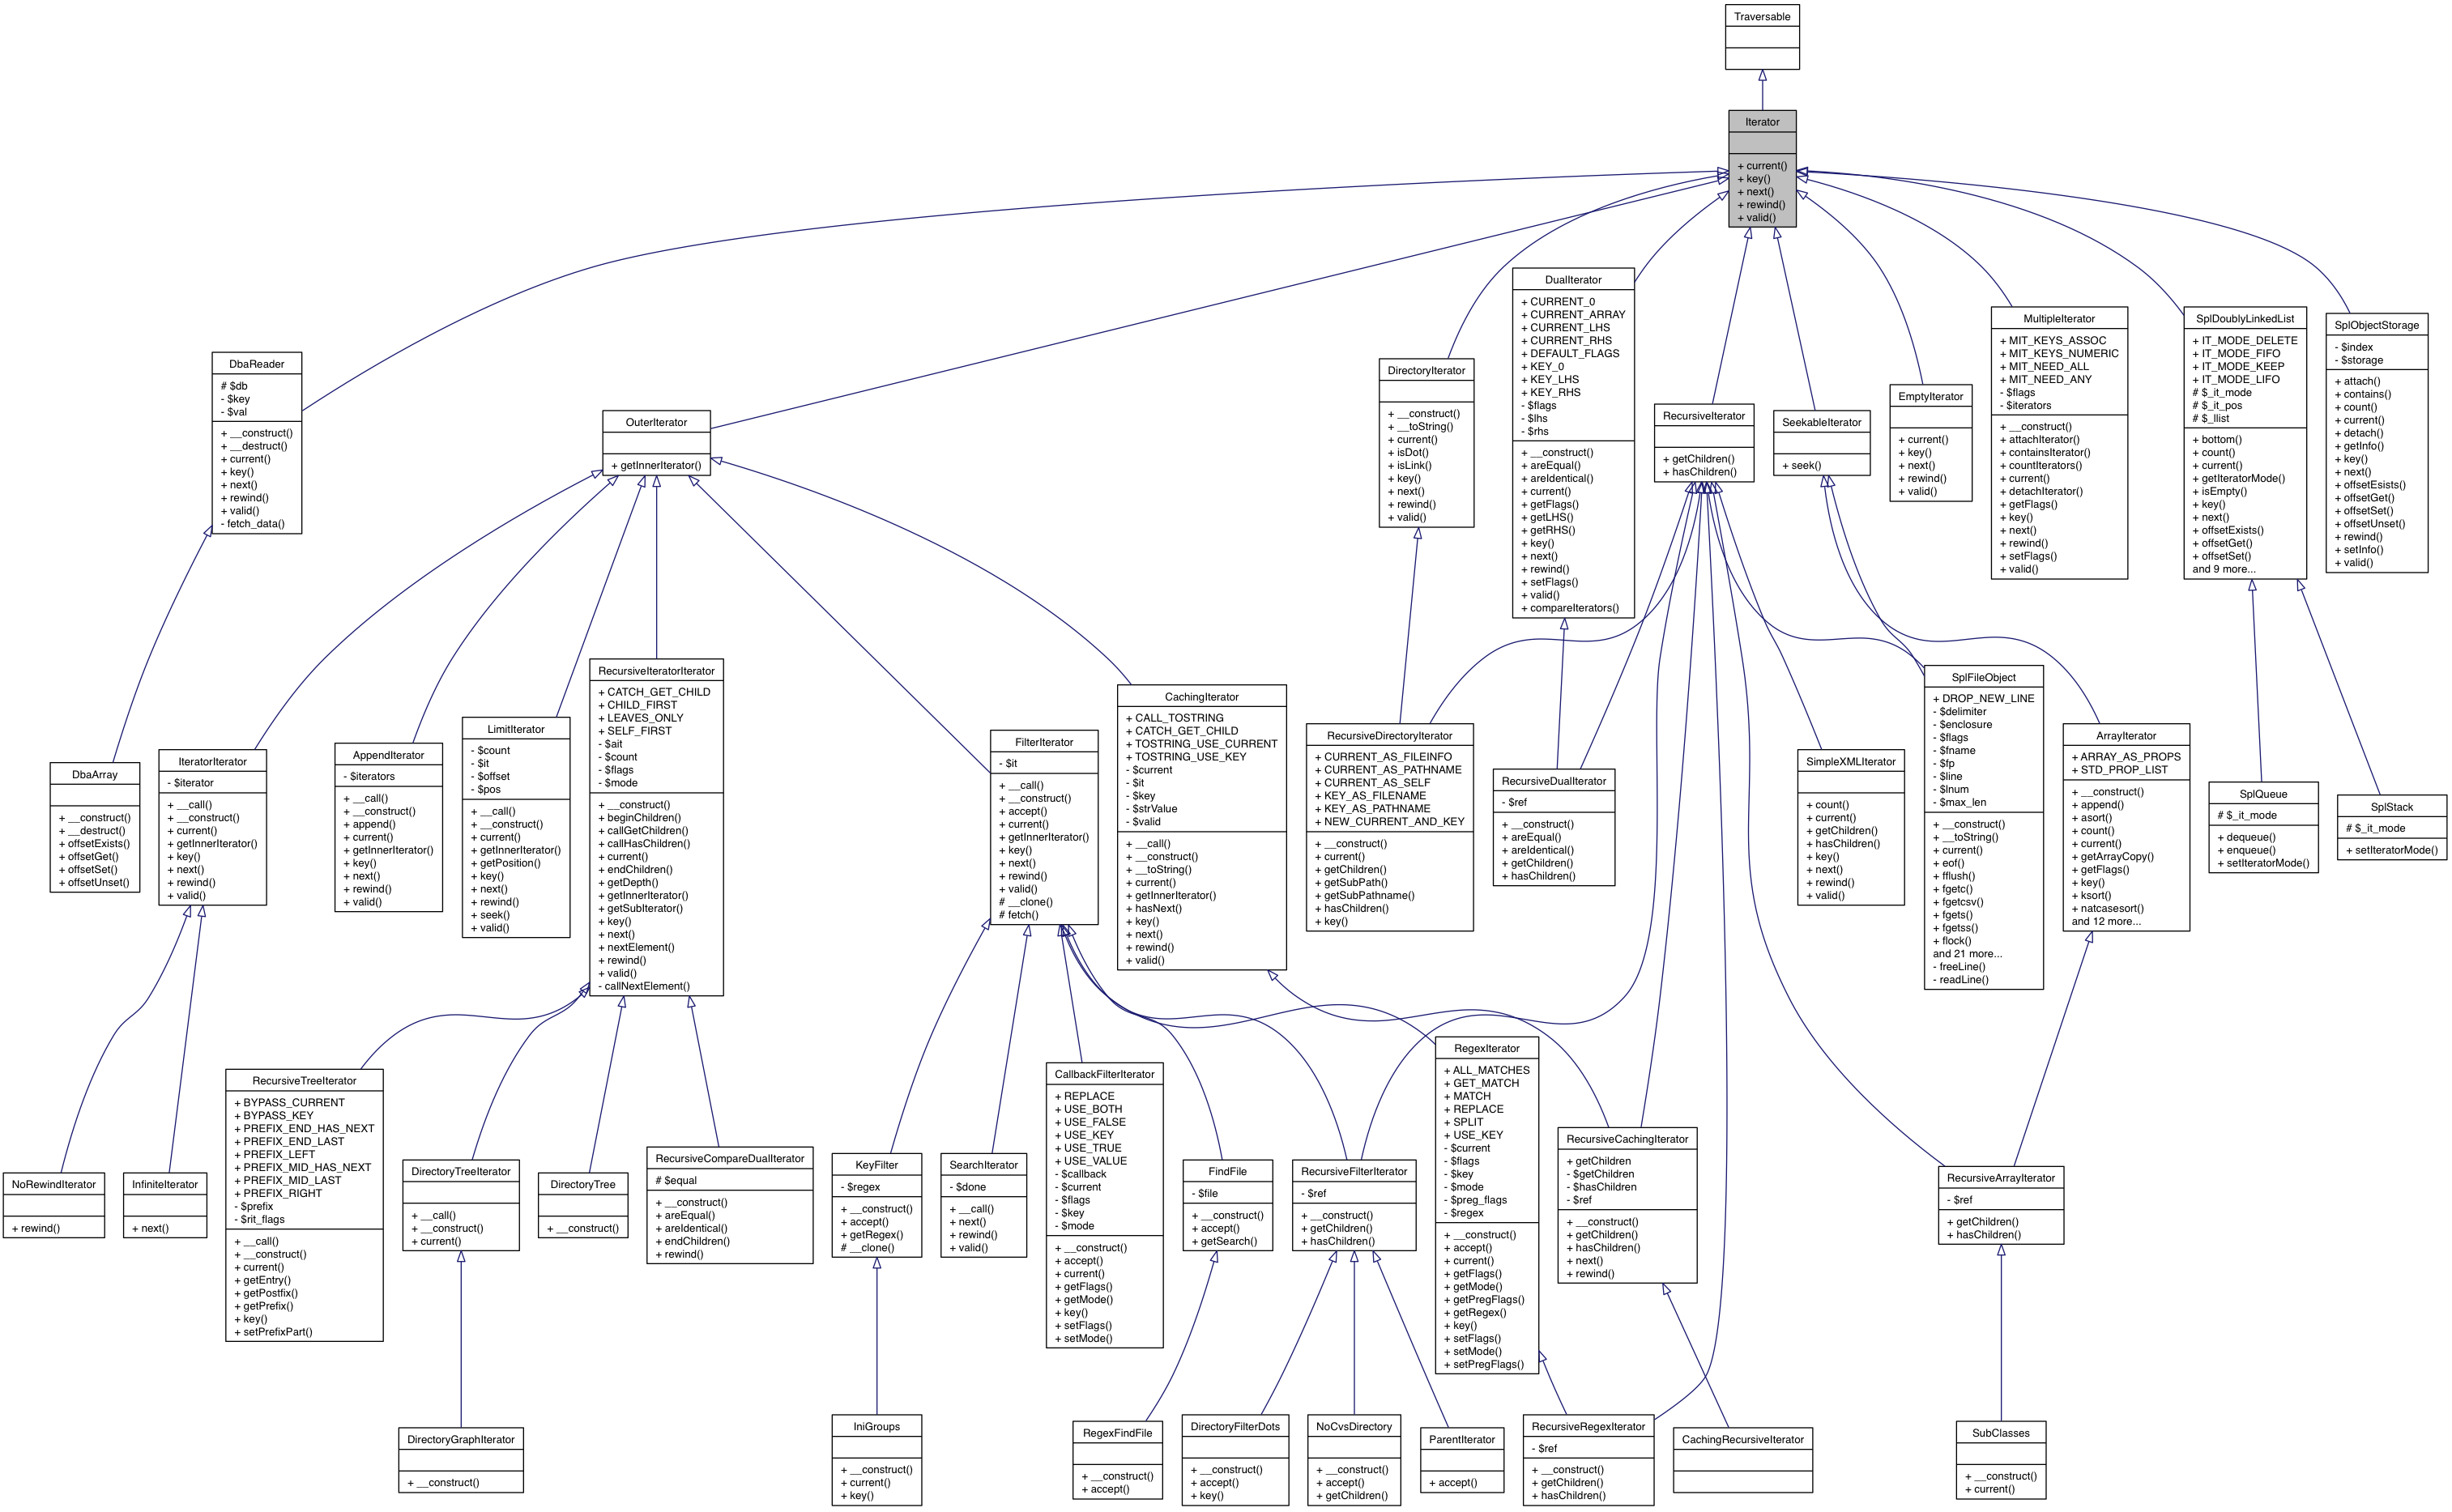 Traversable
Iterator
+ current()
+ key()
+ next()
+ rewind()
+ valid()
DbaReader
# $db
- $key
- $val
+ __construct()
+ __destruct()
+ current()
+ key()
+ next()
+ rewind()
+ valid()
- fetch_data()
OuterIterator
+ getInnerIterator()
DirectoryIterator
+ __construct()
+ __toString()
+ current()
+ isDot()
+ isLink()
+ key()
+ next()
+ rewind()
+ valid()
DualIterator
+ CURRENT_0
+ CURRENT_ARRAY
+ CURRENT_LHS
+ CURRENT_RHS
+ DEFAULT_FLAGS
+ KEY_0
+ KEY_LHS
+ KEY_RHS
- $flags
- $lhs
- $rhs
+ __construct()
+ areEqual()
+ areIdentical()
+ current()
+ getFlags()
+ getLHS()
+ getRHS()
+ key()
+ next()
+ rewind()
+ setFlags()
+ valid()
+ compareIterators()
RecursiveIterator
+ getChildren()
+ hasChildren()
SeekableIterator
+ seek()
EmptyIterator
+ current()
+ key()
+ next()
+ rewind()
+ valid()
MultipleIterator
+ MIT_KEYS_ASSOC
+ MIT_KEYS_NUMERIC
+ MIT_NEED_ALL
+ MIT_NEED_ANY
- $flags
- $iterators
+ __construct()
+ attachIterator()
+ containsIterator()
+ countIterators()
+ current()
+ detachIterator()
+ getFlags()
+ key()
+ next()
+ rewind()
+ setFlags()
+ valid()
SplDoublyLinkedList
+ IT_MODE_DELETE
+ IT_MODE_FIFO
+ IT_MODE_KEEP
+ IT_MODE_LIFO
# $_it_mode
# $_it_pos
# $_llist
+ bottom()
+ count()
+ current()
+ getIteratorMode()
+ isEmpty()
+ key()
+ next()
+ offsetExists()
+ offsetGet()
+ offsetSet()
and 9 more...
SplObjectStorage
- $index
- $storage
+ attach()
+ contains()
+ count()
+ current()
+ detach()
+ getInfo()
+ key()
+ next()
+ offsetEsists()
+ offsetGet()
+ offsetSet()
+ offsetUnset()
+ rewind()
+ setInfo()
+ valid()
DbaArray
+ __construct()
+ __destruct()
+ offsetExists()
+ offsetGet()
+ offsetSet()
+ offsetUnset()
IteratorIterator
- $iterator
+ __call()
+ __construct()
+ current()
+ getInnerIterator()
+ key()
+ next()
+ rewind()
+ valid()
AppendIterator
- $iterators
+ __call()
+ __construct()
+ append()
+ current()
+ getInnerIterator()
+ key()
+ next()
+ rewind()
+ valid()
LimitIterator
- $count
- $it
- $offset
- $pos
+ __call()
+ __construct()
+ current()
+ getInnerIterator()
+ getPosition()
+ key()
+ next()
+ rewind()
+ seek()
+ valid()
RecursiveIteratorIterator
+ CATCH_GET_CHILD
+ CHILD_FIRST
+ LEAVES_ONLY
+ SELF_FIRST
- $ait
- $count
- $flags
- $mode
+ __construct()
+ beginChildren()
+ callGetChildren()
+ callHasChildren()
+ current()
+ endChildren()
+ getDepth()
+ getInnerIterator()
+ getSubIterator()
+ key()
+ next()
+ nextElement()
+ rewind()
+ valid()
- callNextElement()
FilterIterator
- $it
+ __call()
+ __construct()
+ accept()
+ current()
+ getInnerIterator()
+ key()
+ next()
+ rewind()
+ valid()
# __clone()
# fetch()
CachingIterator
+ CALL_TOSTRING
+ CATCH_GET_CHILD
+ TOSTRING_USE_CURRENT
+ TOSTRING_USE_KEY
- $current
- $it
- $key
- $strValue
- $valid
+ __call()
+ __construct()
+ __toString()
+ current()
+ getInnerIterator()
+ hasNext()
+ key()
+ next()
+ rewind()
+ valid()
RecursiveDirectoryIterator
+ CURRENT_AS_FILEINFO
+ CURRENT_AS_PATHNAME
+ CURRENT_AS_SELF
+ KEY_AS_FILENAME
+ KEY_AS_PATHNAME
+ NEW_CURRENT_AND_KEY
+ __construct()
+ current()
+ getChildren()
+ getSubPath()
+ getSubPathname()
+ hasChildren()
+ key()
RecursiveDualIterator
- $ref
+ __construct()
+ areEqual()
+ areIdentical()
+ getChildren()
+ hasChildren()
SimpleXMLIterator
+ count()
+ current()
+ getChildren()
+ hasChildren()
+ key()
+ next()
+ rewind()
+ valid()
SplFileObject
+ DROP_NEW_LINE
- $delimiter
- $enclosure
- $flags
- $fname
- $fp
- $line
- $lnum
- $max_len
+ __construct()
+ __toString()
+ current()
+ eof()
+ fflush()
+ fgetc()
+ fgetcsv()
+ fgets()
+ fgetss()
+ flock()
and 21 more...
- freeLine()
- readLine()
ArrayIterator
+ ARRAY_AS_PROPS
+ STD_PROP_LIST
+ __construct()
+ append()
+ asort()
+ count()
+ current()
+ getArrayCopy()
+ getFlags()
+ key()
+ ksort()
+ natcasesort()
and 12 more...
SplQueue
# $_it_mode
+ dequeue()
+ enqueue()
+ setIteratorMode()
SplStack
# $_it_mode
+ setIteratorMode()
NoRewindIterator
+ rewind()
InfiniteIterator
+ next()
RecursiveTreeIterator
+ BYPASS_CURRENT
+ BYPASS_KEY
+ PREFIX_END_HAS_NEXT
+ PREFIX_END_LAST
+ PREFIX_LEFT
+ PREFIX_MID_HAS_NEXT
+ PREFIX_MID_LAST
+ PREFIX_RIGHT
- $prefix
- $rit_flags
+ __call()
+ __construct()
+ current()
+ getEntry()
+ getPostfix()
+ getPrefix()
+ key()
+ setPrefixPart()
DirectoryTreeIterator
+ __call()
+ __construct()
+ current()
DirectoryTree
+ __construct()
RecursiveCompareDualIterator
# $equal
+ __construct()
+ areEqual()
+ areIdentical()
+ endChildren()
+ rewind()
KeyFilter
- $regex
+ __construct()
+ accept()
+ getRegex()
# __clone()
SearchIterator
- $done
+ __call()
+ next()
+ rewind()
+ valid()
CallbackFilterIterator
+ REPLACE
+ USE_BOTH
+ USE_FALSE
+ USE_KEY
+ USE_TRUE
+ USE_VALUE
- $callback
- $current
- $flags
- $key
- $mode
+ __construct()
+ accept()
+ current()
+ getFlags()
+ getMode()
+ key()
+ setFlags()
+ setMode()
FindFile
- $file
+ __construct()
+ accept()
+ getSearch()
RecursiveFilterIterator
- $ref
+ __construct()
+ getChildren()
+ hasChildren()
RegexIterator
+ ALL_MATCHES
+ GET_MATCH
+ MATCH
+ REPLACE
+ SPLIT
+ USE_KEY
- $current
- $flags
- $key
- $mode
- $preg_flags
- $regex
+ __construct()
+ accept()
+ current()
+ getFlags()
+ getMode()
+ getPregFlags()
+ getRegex()
+ key()
+ setFlags()
+ setMode()
+ setPregFlags()
RecursiveCachingIterator
+ getChildren
- $getChildren
- $hasChildren
- $ref
+ __construct()
+ getChildren()
+ hasChildren()
+ next()
+ rewind()
RecursiveArrayIterator
- $ref
+ getChildren()
+ hasChildren()
DirectoryGraphIterator
+ __construct()
IniGroups
+ __construct()
+ current()
+ key()
RegexFindFile
+ __construct()
+ accept()
DirectoryFilterDots
+ __construct()
+ accept()
+ key()
NoCvsDirectory
+ __construct()
+ accept()
+ getChildren()
ParentIterator
+ accept()
RecursiveRegexIterator
- $ref
+ __construct()
+ getChildren()
+ hasChildren()
CachingRecursiveIterator
SubClasses
+ __construct()
+ current()